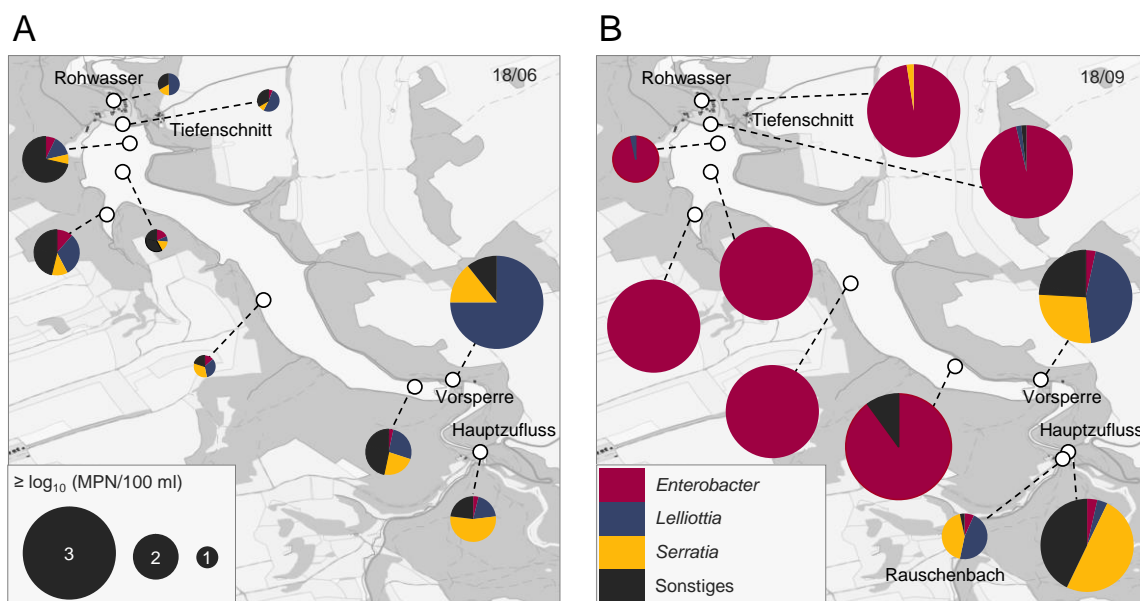 A
18/06
Rohwasser
Tiefenschnitt
Vorsperre
Hauptzufluss
≥ log₁₀ (MPN/100 ml)
3
2
1
B
18/09
Rohwasser
Tiefenschnitt
Vorsperre
Hauptzufluss
Rauschenbach
Enterobacter
Lelliottia
Serratia
Sonstiges